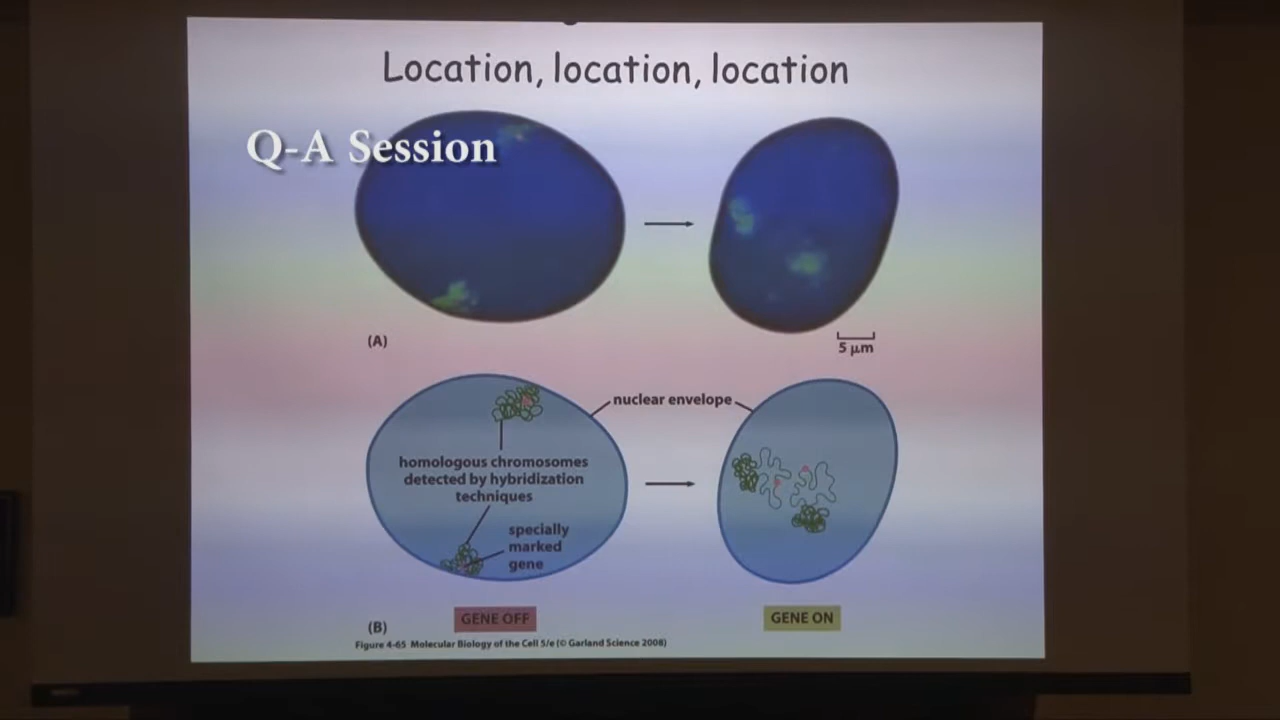 Location, location, location
Q-A Session
(A)
5 µm
nuclear envelope
homologous chromosomes
detected by hybridization
techniques
specially
marked
gene
GENE OFF
GENE ON
(B)
Figure 4-65 Molecular Biology of the Cell 5/e (© Garland Science 2008)